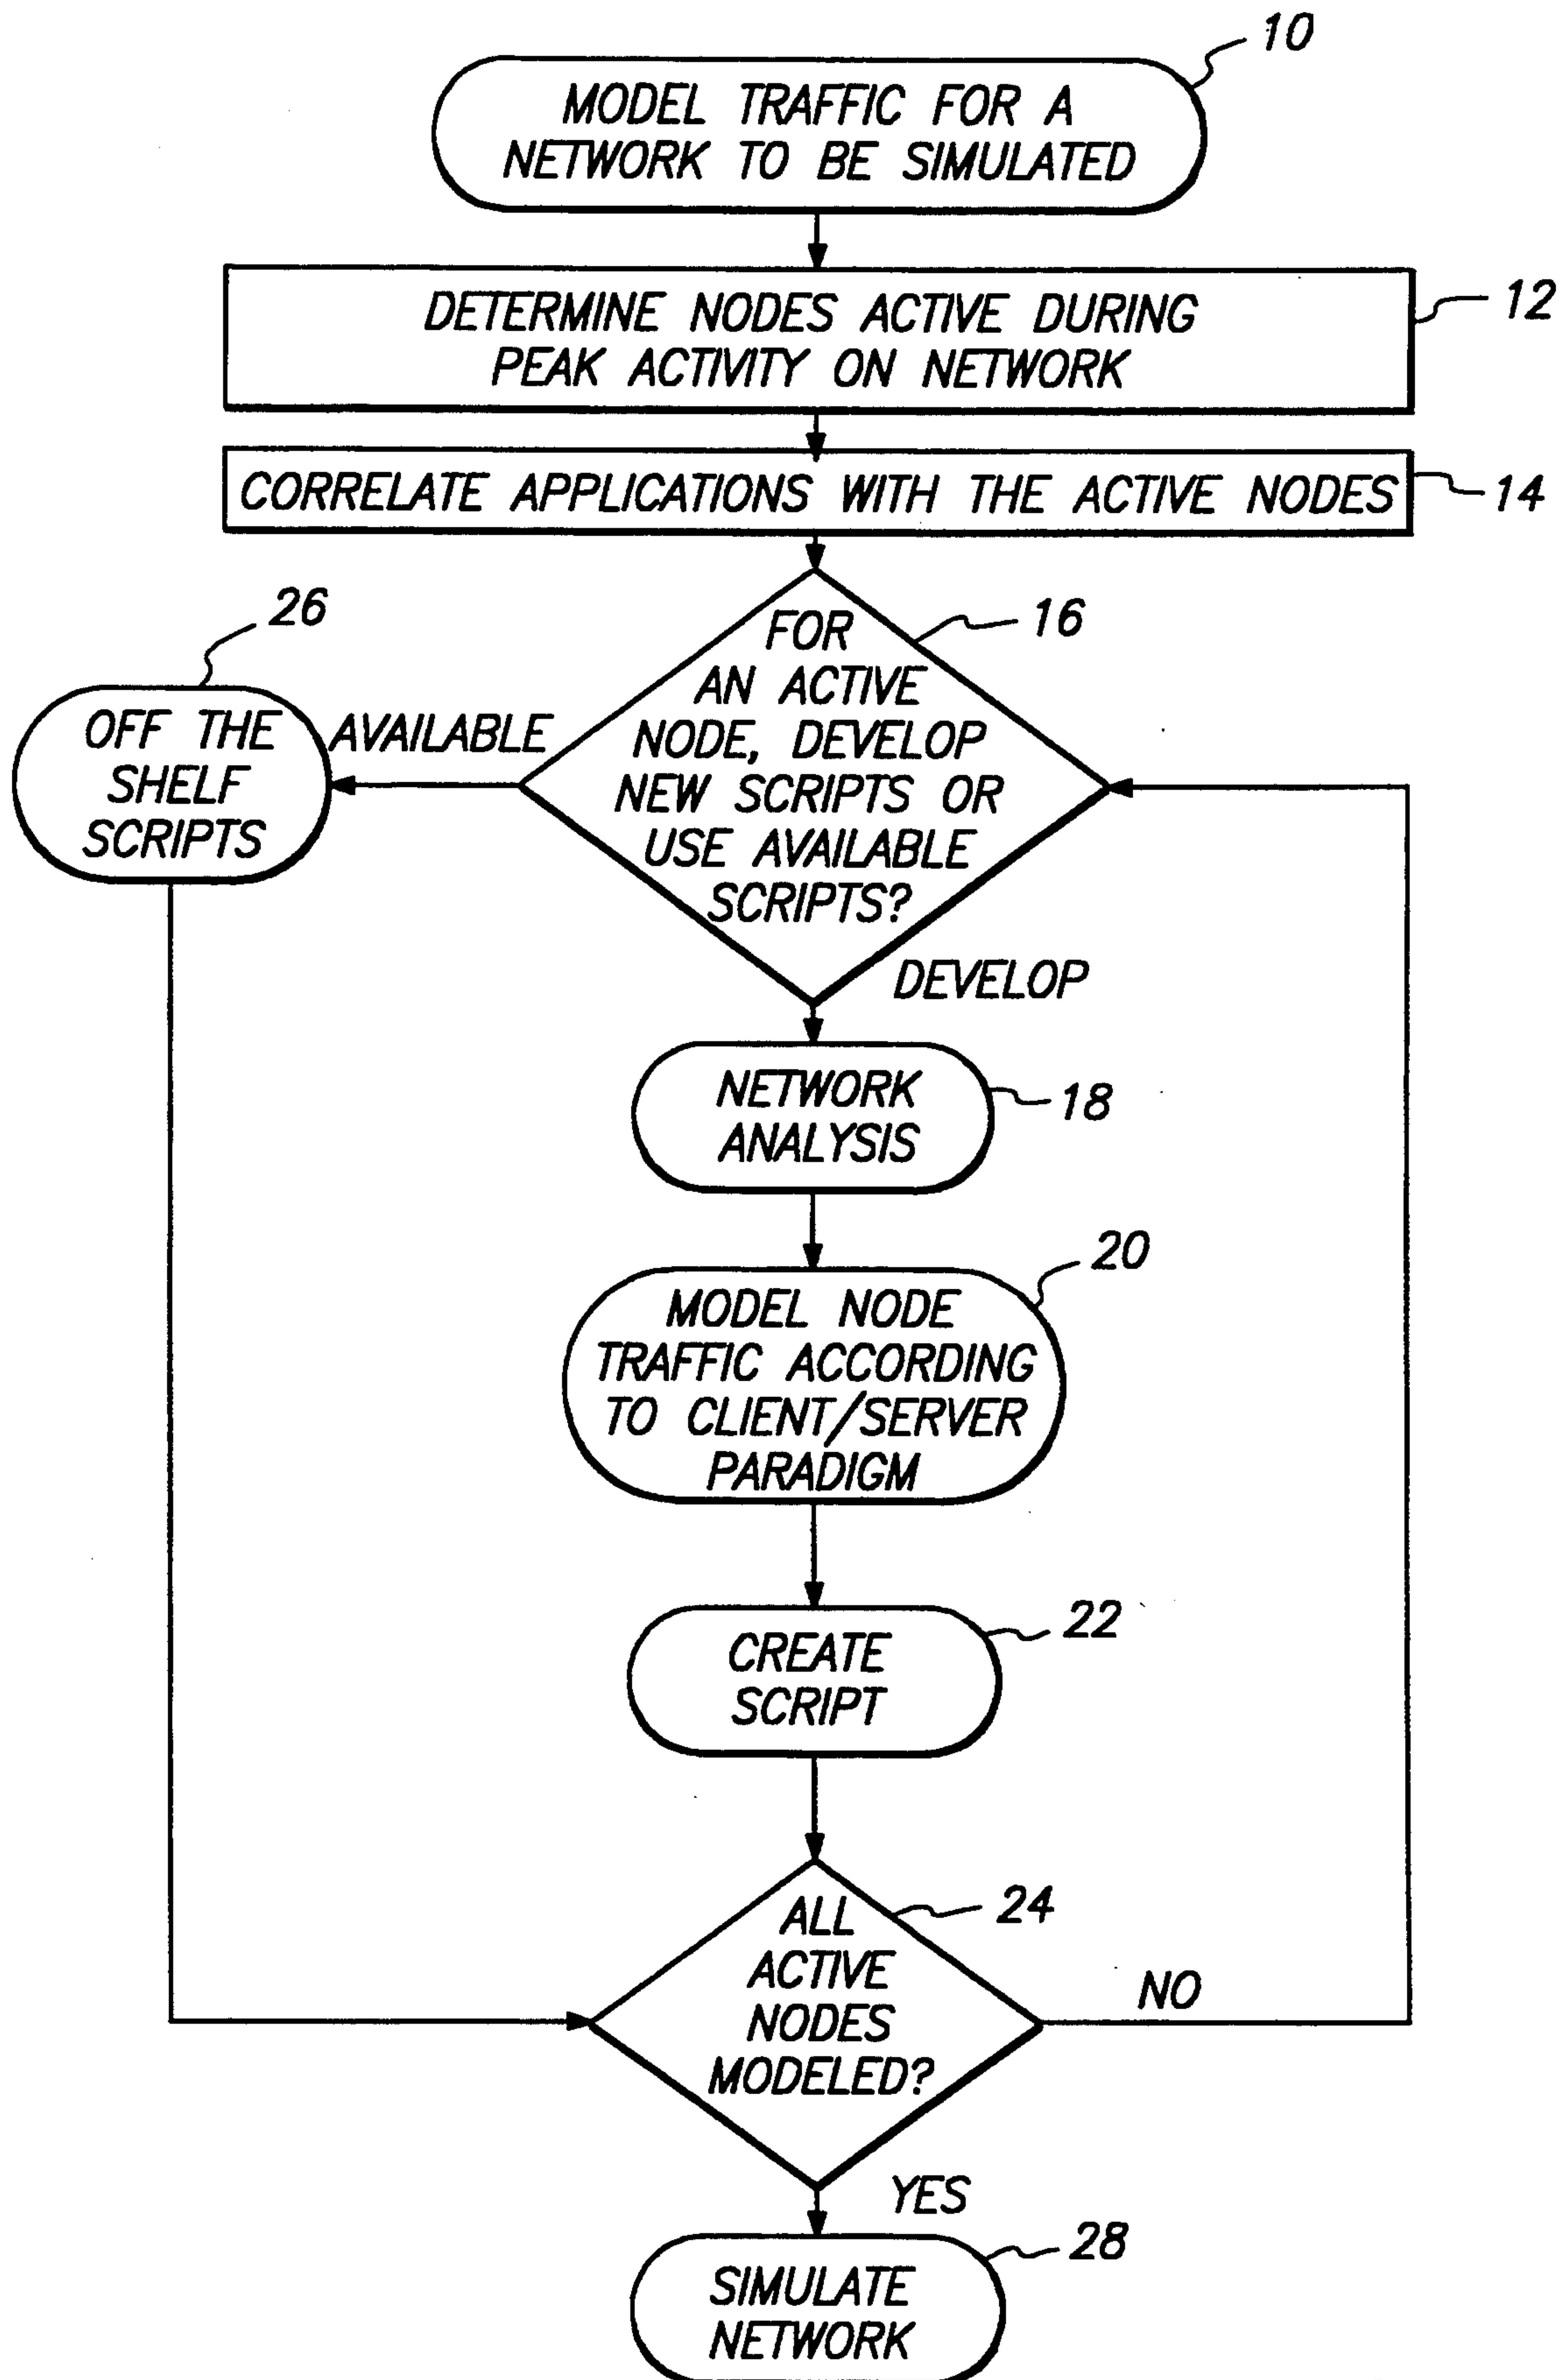 10
MODEL TRAFFIC FOR A
NETWORK TO BE SIMULATED
DETERMINE NODES ACTIVE DURING
PEAK ACTIVITY ON NETWORK
12
CORRELATE APPLICATIONS WITH THE ACTIVE NODES
14
26
OFF THE
SHELF
SCRIPTS
AVAILABLE
16
FOR
AN ACTIVE
NODE, DEVELOP
NEW SCRIPTS OR
USE AVAILABLE
SCRIPTS?
DEVELOP
NETWORK
ANALYSIS
18
20
MODEL NODE
TRAFFIC ACCORDING
TO CLIENT/SERVER
PARADIGM
22
CREATE
SCRIPT
24
ALL
ACTIVE
NODES
MODELED?
NO
YES
28
SIMULATE
NETWORK